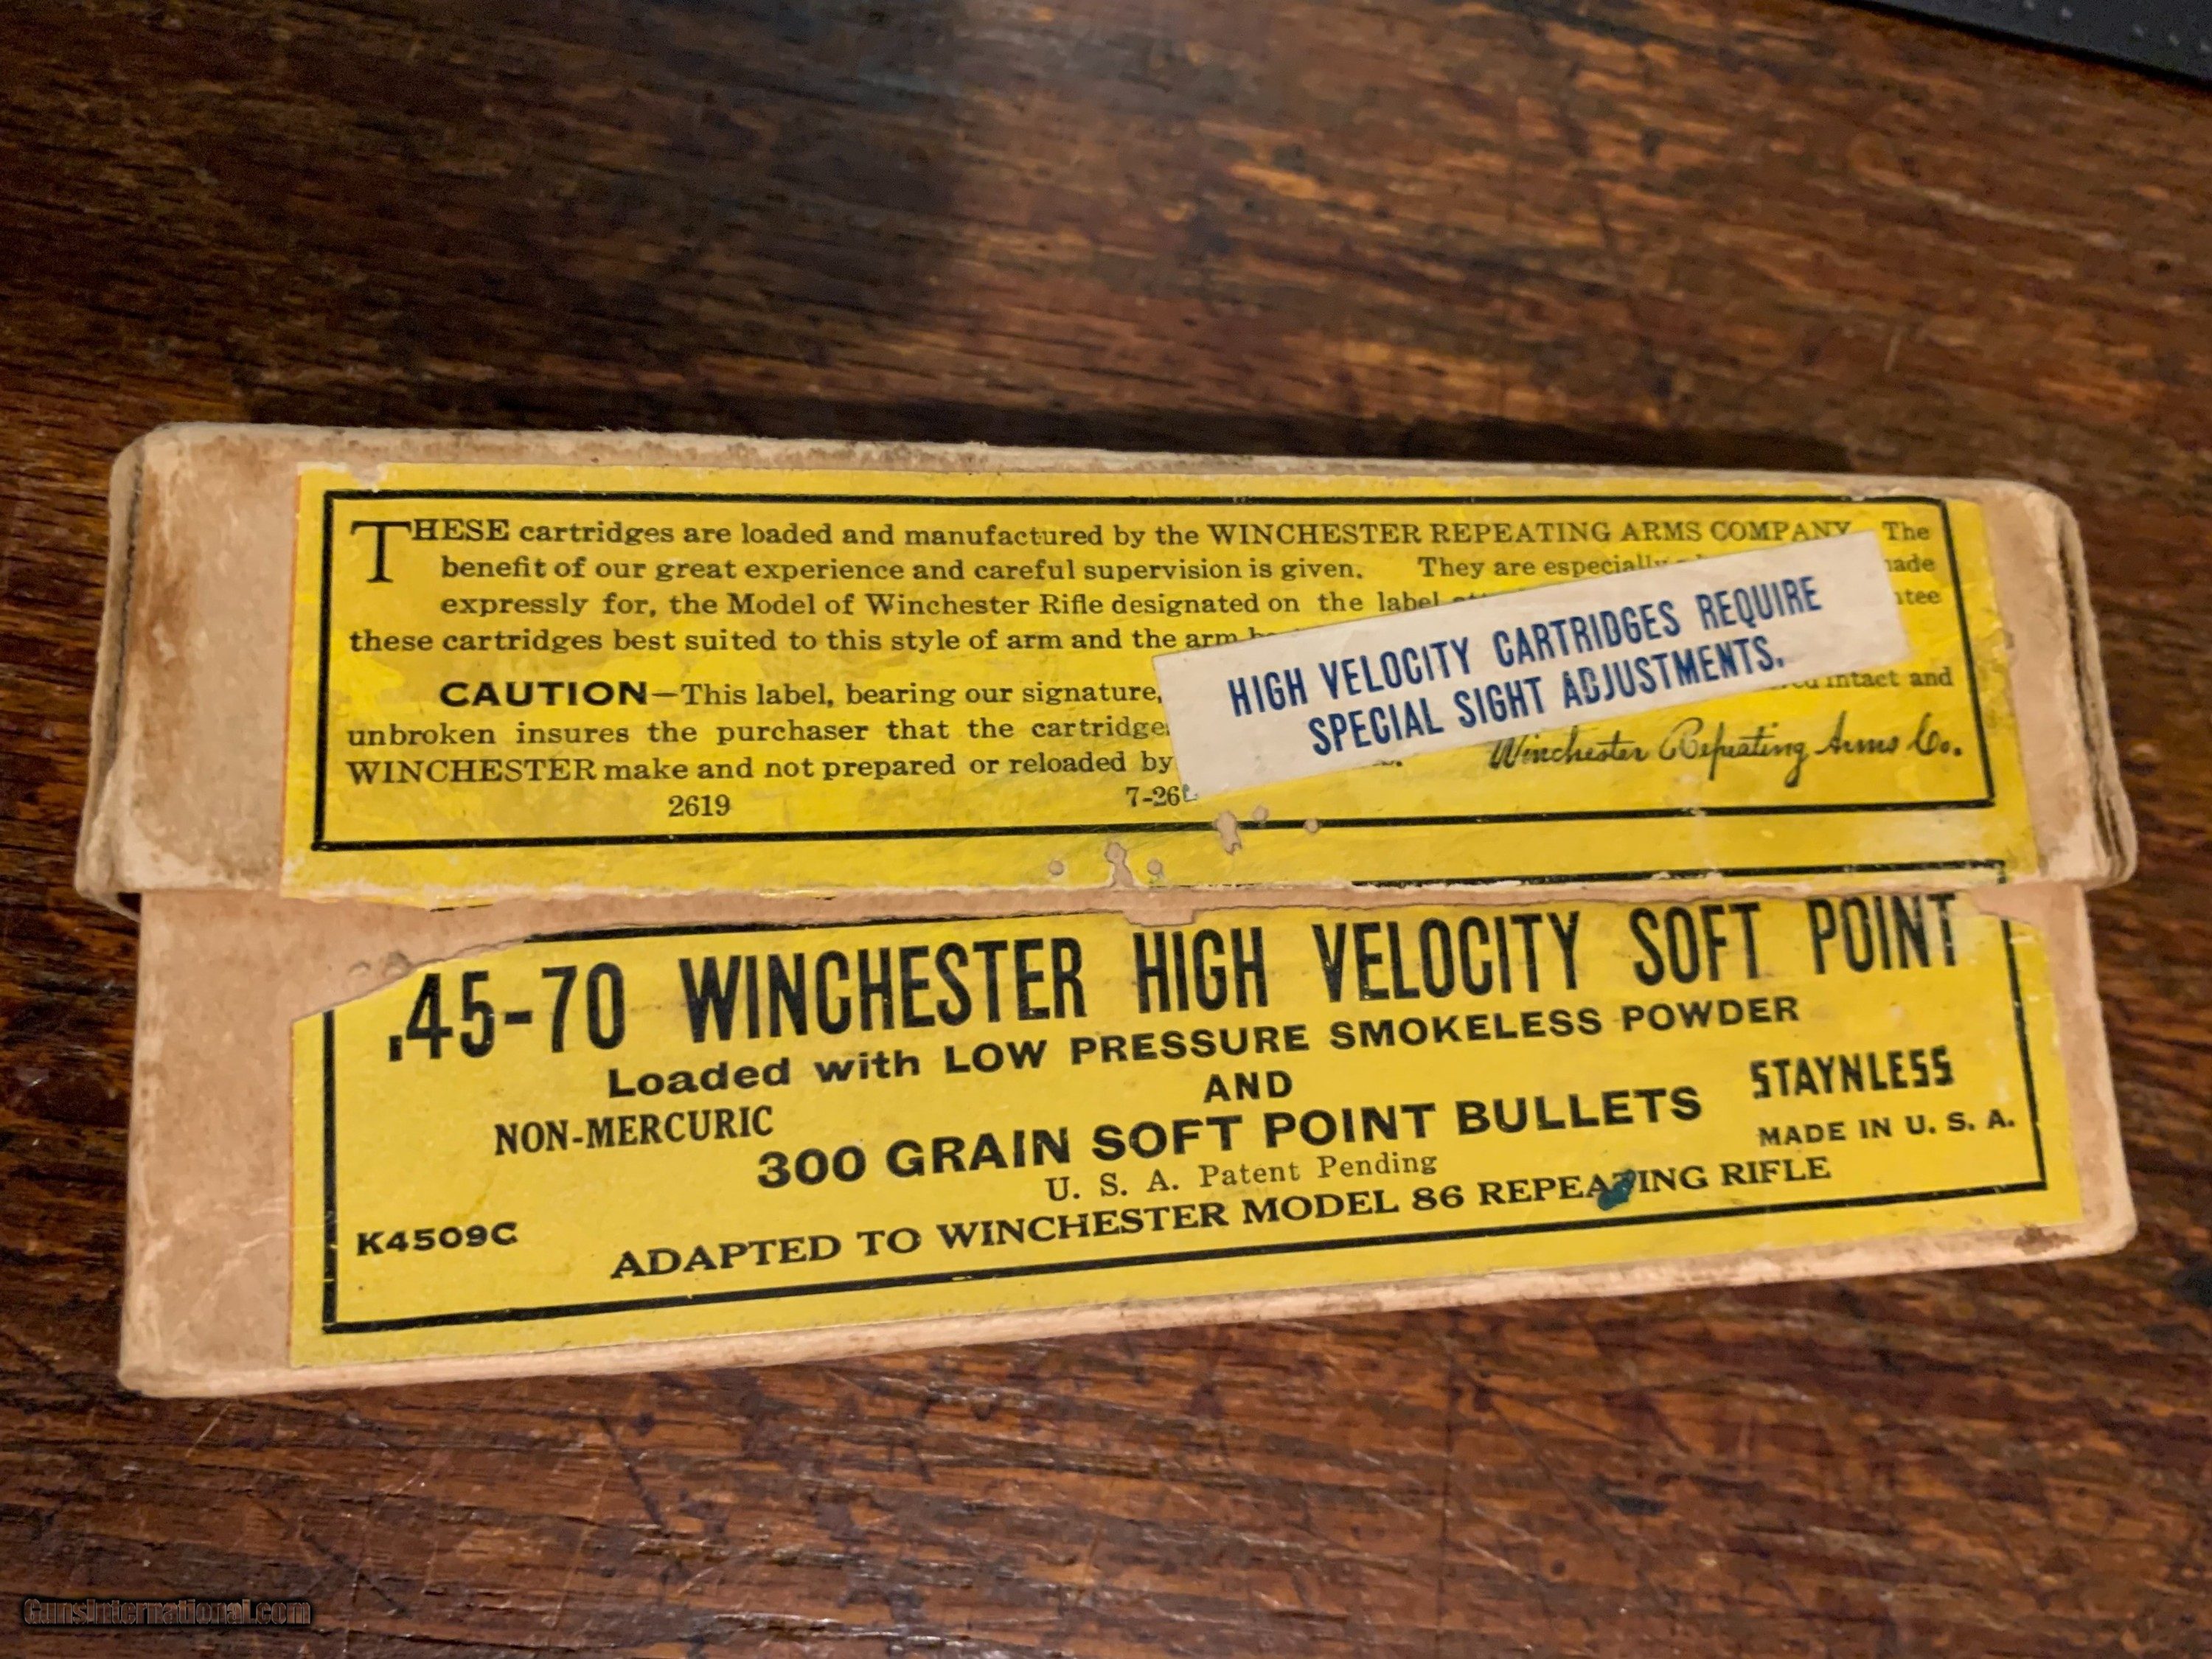 THESE cartridges are loaded and manufactured by the WINCHESTER REPEATING ARMS COMPANY The
benefit of our great experience and careful supervision is given. They are especially
expressly for, the Model of Winchester Rifle designated on the label
these cartridges best suited to this style of arm and the arm
HIGH VELOCITY CARTRIDGES REQUIRE
SPECIAL SIGHT ADJUSTMENTS.
CAUTION—This label, bearing our signature, intact and
unbroken insures the purchaser that the cartridge
WINCHESTER make and not prepared or reloaded by
Winchester Repeating Arms Co.
2619 7-26
.45-70 WINCHESTER HIGH VELOCITY SOFT POINT
Loaded with LOW PRESSURE SMOKELESS POWDER
AND
NON-MERCURIC
300 GRAIN SOFT POINT BULLETS
STAYNLESS
MADE IN U. S. A.
U. S. A. Patent Pending
K4509C
ADAPTED TO WINCHESTER MODEL 86 REPEATING RIFLE
GunsInternational.com